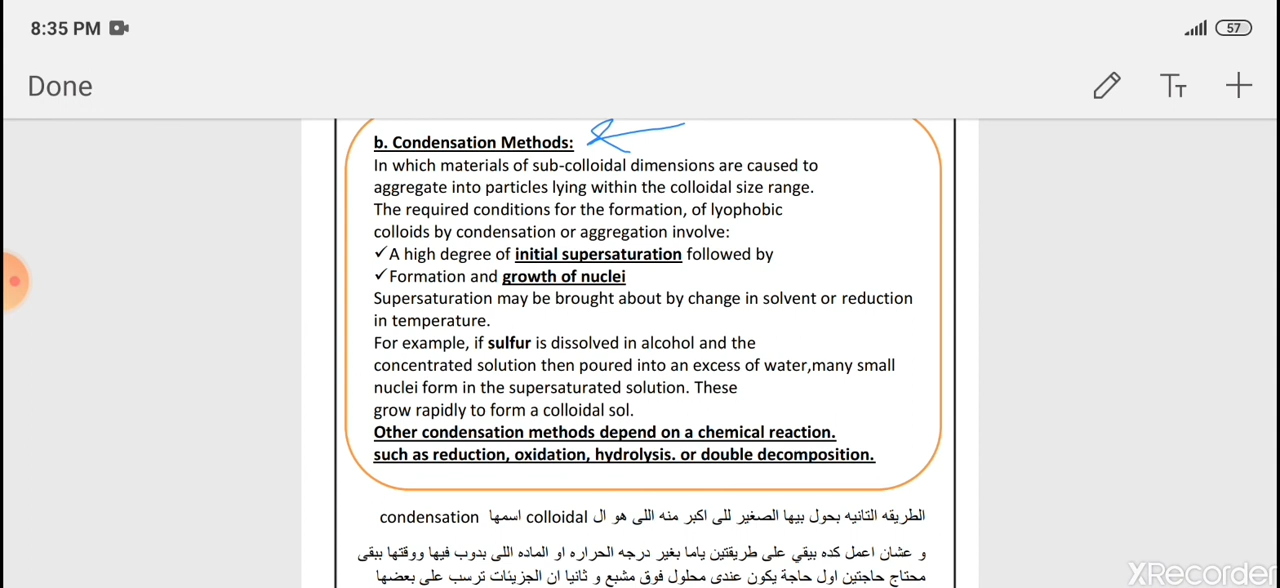 8:35 PM
57
Done
b. Condensation Methods:
In which materials of sub-colloidal dimensions are caused to
aggregate into particles lying within the colloidal size range.
The required conditions for the formation, of lyophobic
colloids by condensation or aggregation involve:
✓A high degree of initial supersaturation followed by
✓Formation and growth of nuclei
Supersaturation may be brought about by change in solvent or reduction
in temperature.
For example, if sulfur is dissolved in alcohol and the
concentrated solution then poured into an excess of water,many small
nuclei form in the supersaturated solution. These
grow rapidly to form a colloidal sol.
Other condensation methods depend on a chemical reaction.
such as reduction, oxidation, hydrolysis. or double decomposition.
الطريقه التانيه بحول بيها الصغير للى اكبر منه اللى هو ال colloidal اسمها condensation
و عشان اعمل كده بيقي على طريقتين ياما بغير درجه الحراره او الماده اللى بدوب فيها ووقتها ببقى
محتاج حاجتين اول حاجة يكون عندى محلول فوق مشبع و ثانيا ان الجزيئات ترسب على بعضها
XRecorder